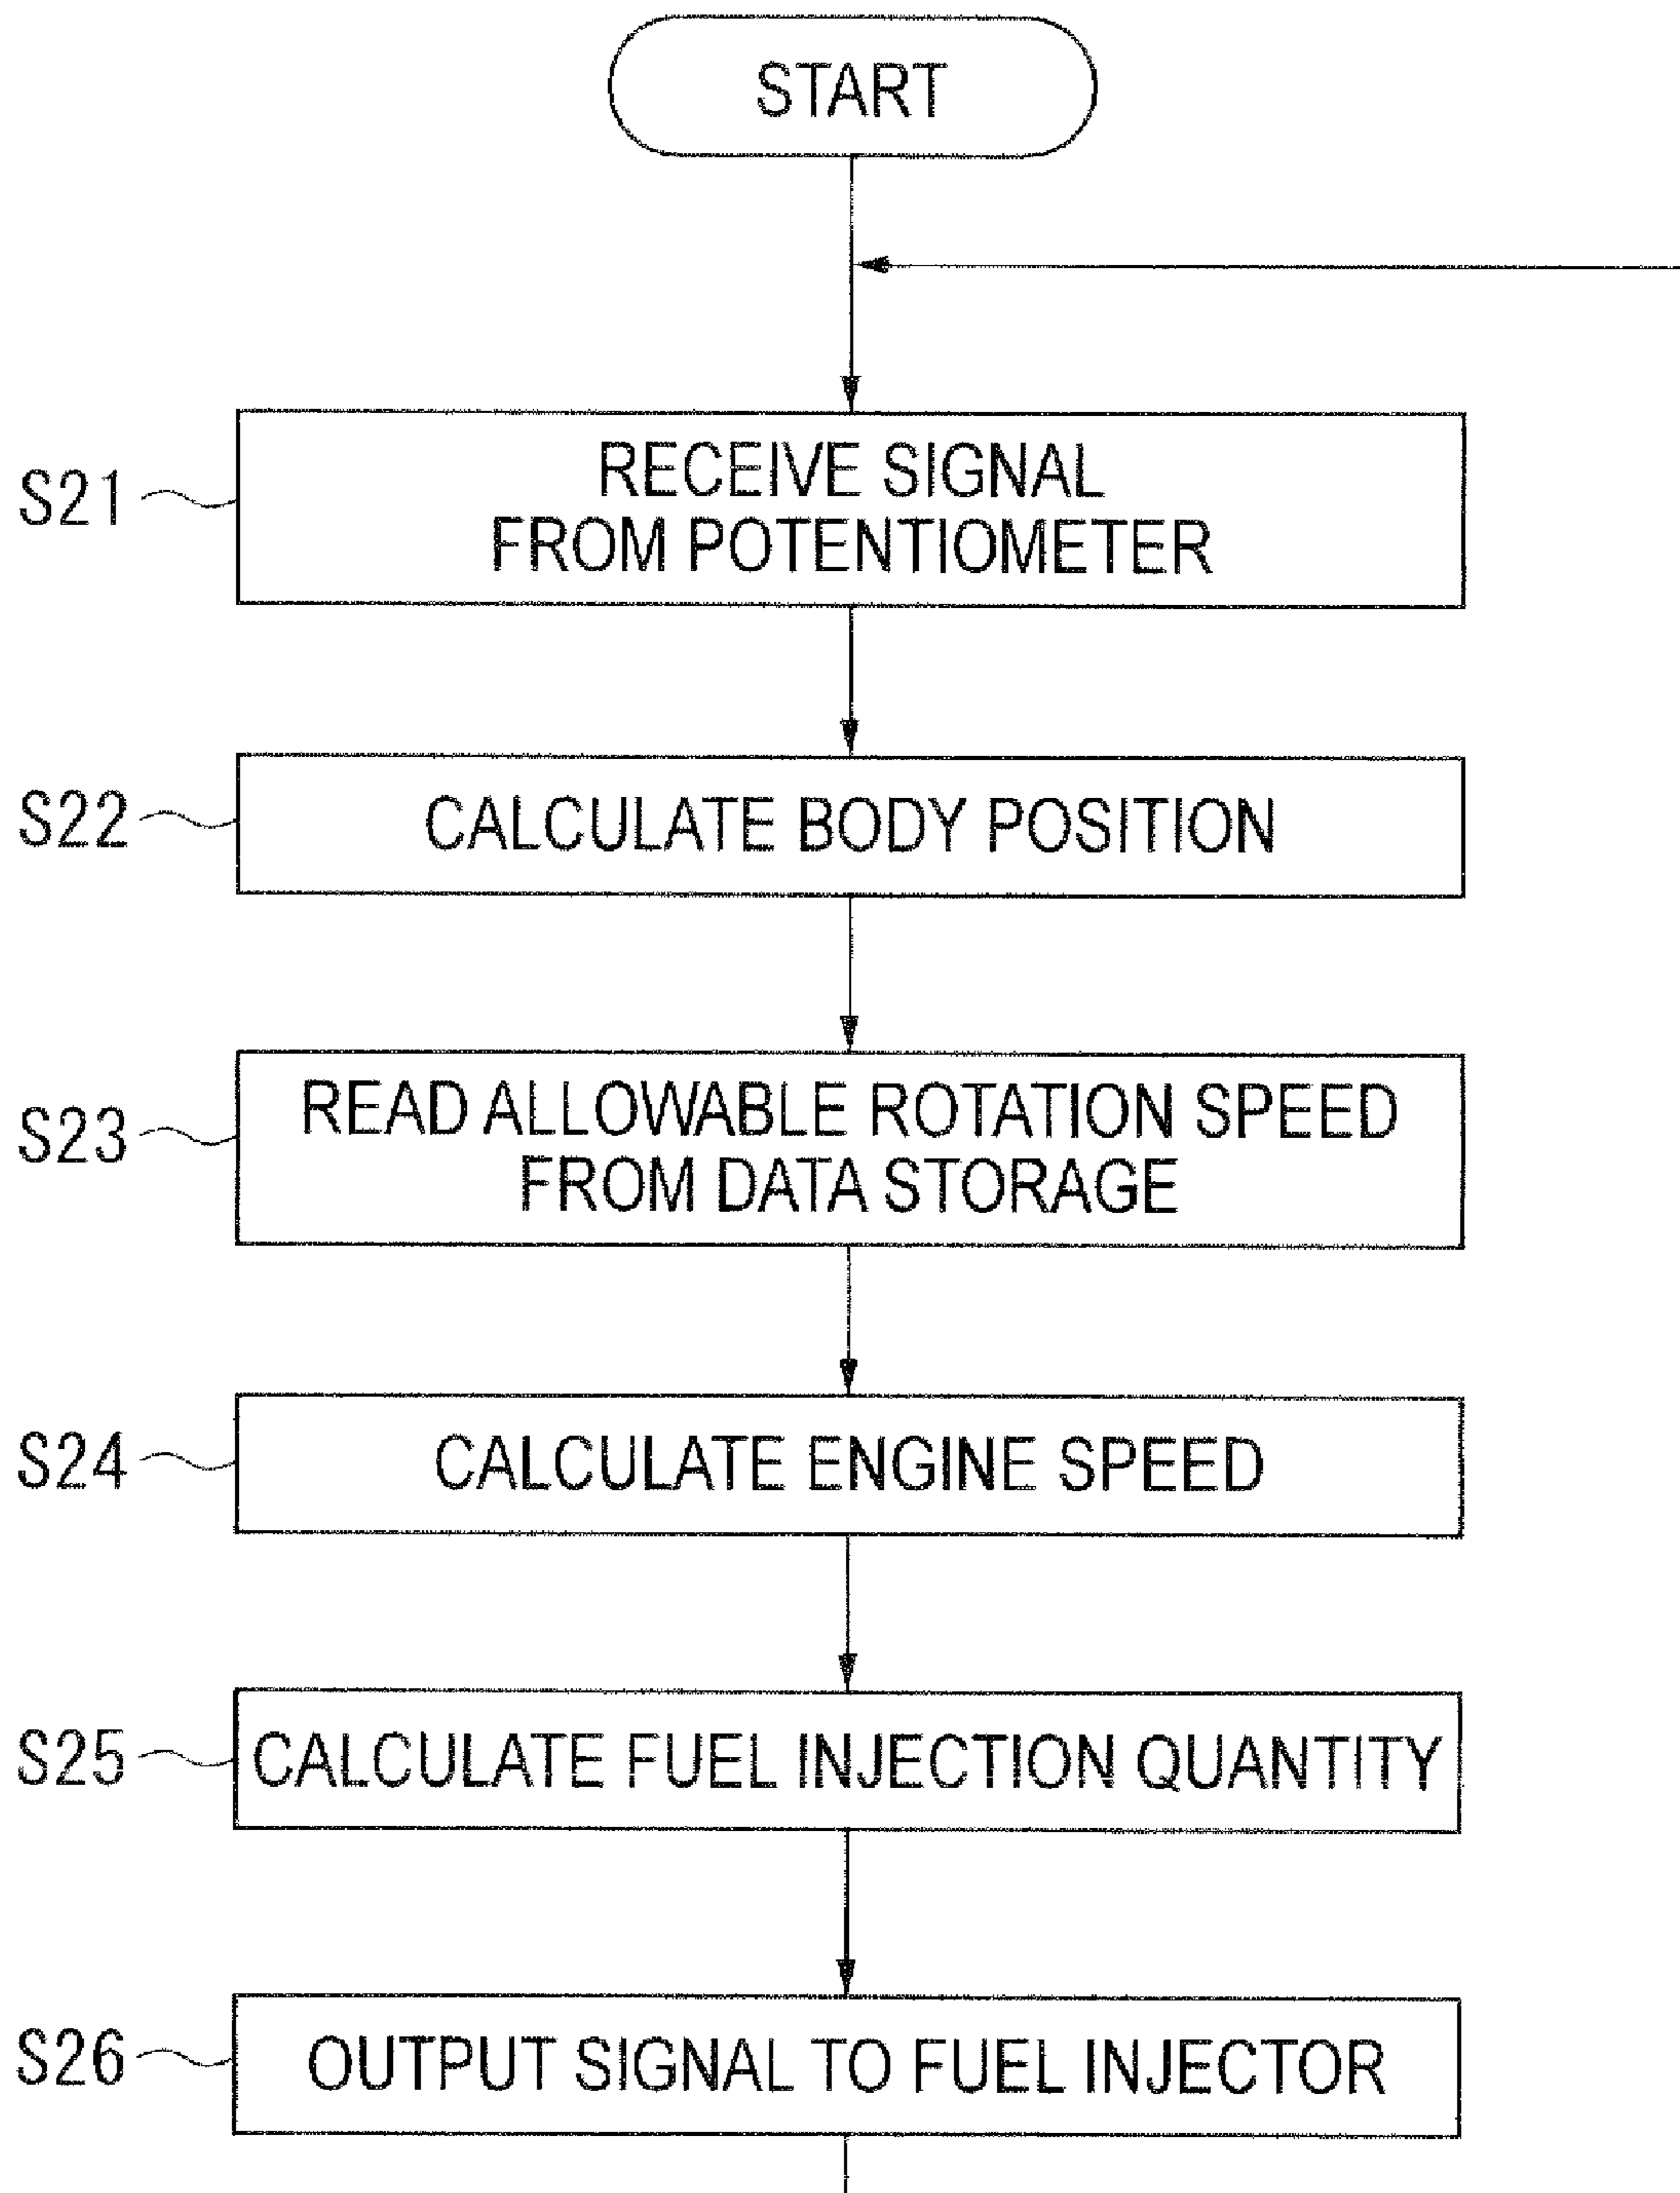 START
S21
RECEIVE SIGNAL
FROM POTENTIOMETER
S22
CALCULATE BODY POSITION
S23
READ ALLOWABLE ROTATION SPEED
FROM DATA STORAGE
S24
CALCULATE ENGINE SPEED
S25
CALCULATE FUEL INJECTION QUANTITY
S26
OUTPUT SIGNAL TO FUEL INJECTOR